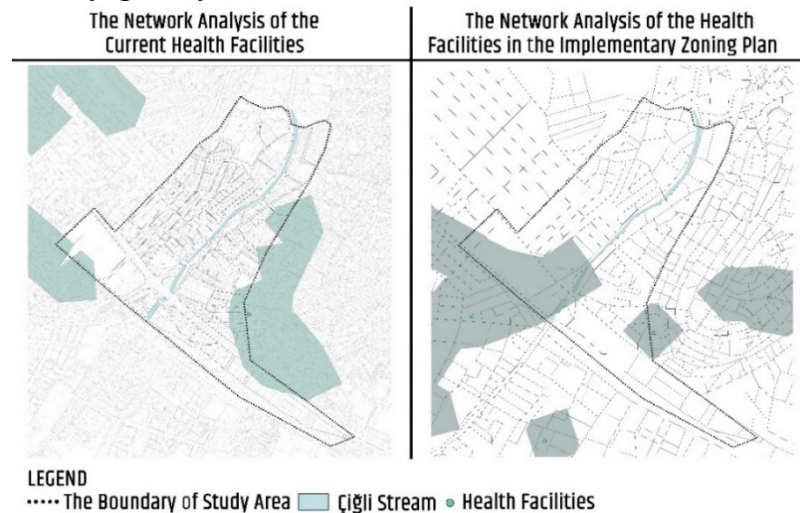 The Network Analysis of the
Current Health Facilities
The Network Analysis of the Health
Facilities in the Implementary Zoning Plan
LEGEND
The Boundary of Study Area Çiğli Stream Health Facilities